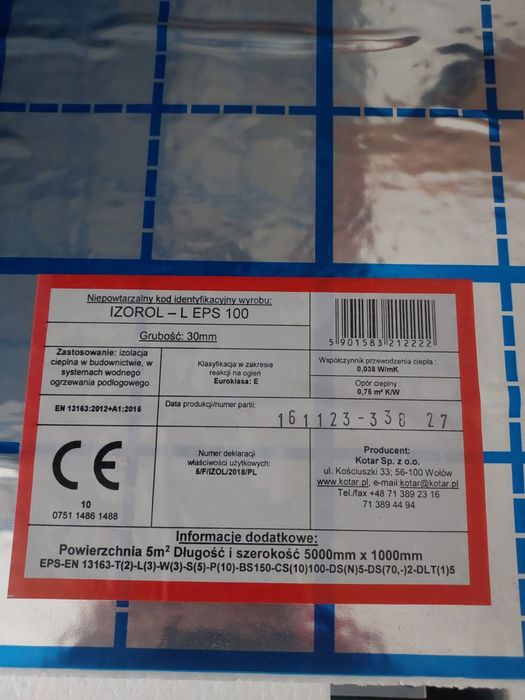 Niepowtarzalny kod identyfikacyjny wyrobu:
IZOROL – L EPS 100
Grubość: 30mm
5 901583 212222
Zastosowanie: izolacja
cieplna w budownictwie, w
systemach wodnego
ogrzewania podłogowego
Klasyfikacja w zakresie
reakcji na ogień
Euroklasa: E
Współczynnik przewodzenia ciepła :
0,038 W/mK
Opór cieplny :
0,75 m² K/W
EN 13163:2012+A1:2015
Data produkcji/numer partii:
161123-338 27
CE
10
0751 1486 1488
Numer deklaracji
właściwości użytkowych:
5/F/IZOL/2018/PL
Producent:
Kotar Sp. z o.o.
ul. Kościuszki 33; 56-100 Wołów
www.kotar.pl, e-mail:kotar@kotar.pl
Tel./fax +48 71 389 23 16
71 389 44 94
Informacje dodatkowe:
Powierzchnia 5m² Długość i szerokość 5000mm x 1000mm
EPS-EN 13163-T(2)-L(3)-W(3)-S(5)-P(10)-BS150-CS(10)100-DS(N)5-DS(70,-)2-DLT(1)5